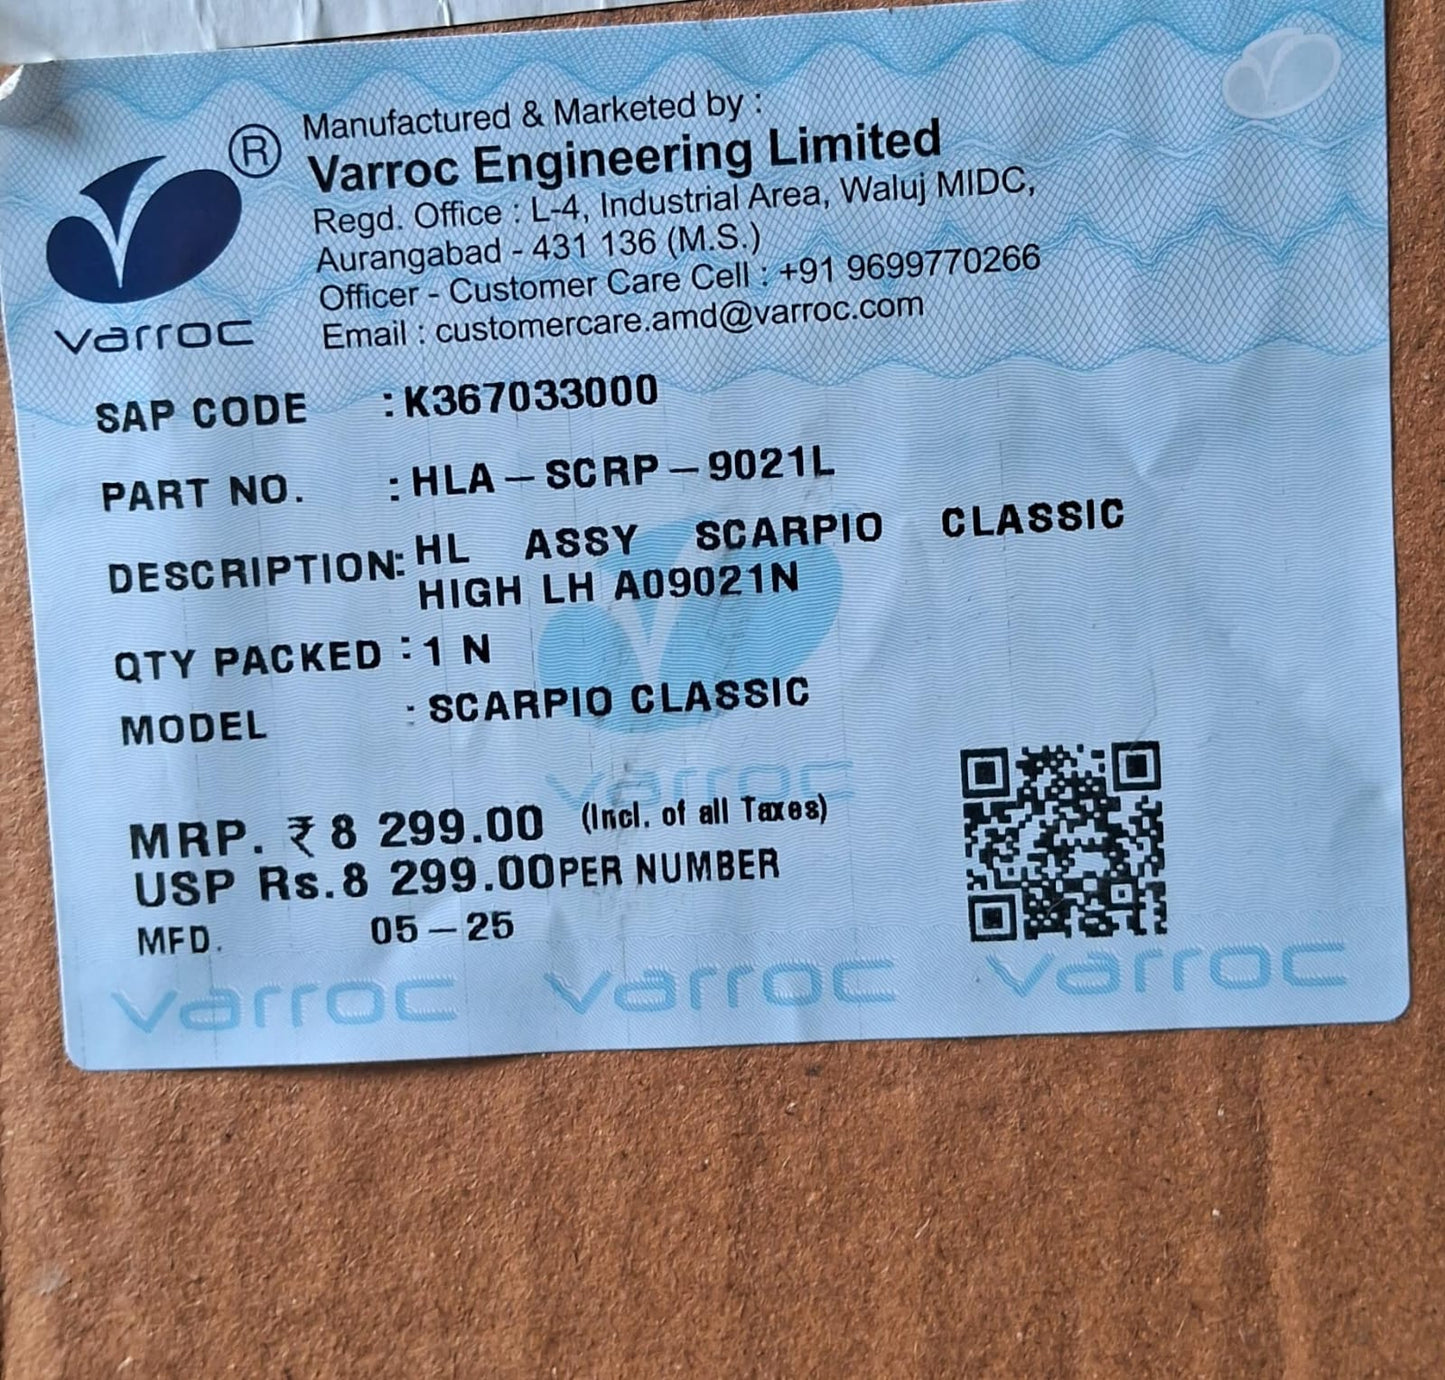 Manufactured & Marketed by :
Varroc Engineering Limited
Regd. Office : L-4, Industrial Area, Waluj MIDC,
Aurangabad - 431 136 (M.S.)
Officer - Customer Care Cell : +91 9699770266
Email : customercare.amd@varroc.com
®
varroc
SAP CODE : K367033000
PART NO. : HLA-SCRP-9021L
DESCRIPTION: HL ASSY SCARPIO CLASSIC
HIGH LH A09021N
QTY PACKED : 1 N
MODEL : SCARPIO CLASSIC
varroc
MRP. ₹ 8 299.00 (Incl. of all Taxes)
USP Rs.8 299.00PER NUMBER
MFD. 05-25
varroc varroc varroc